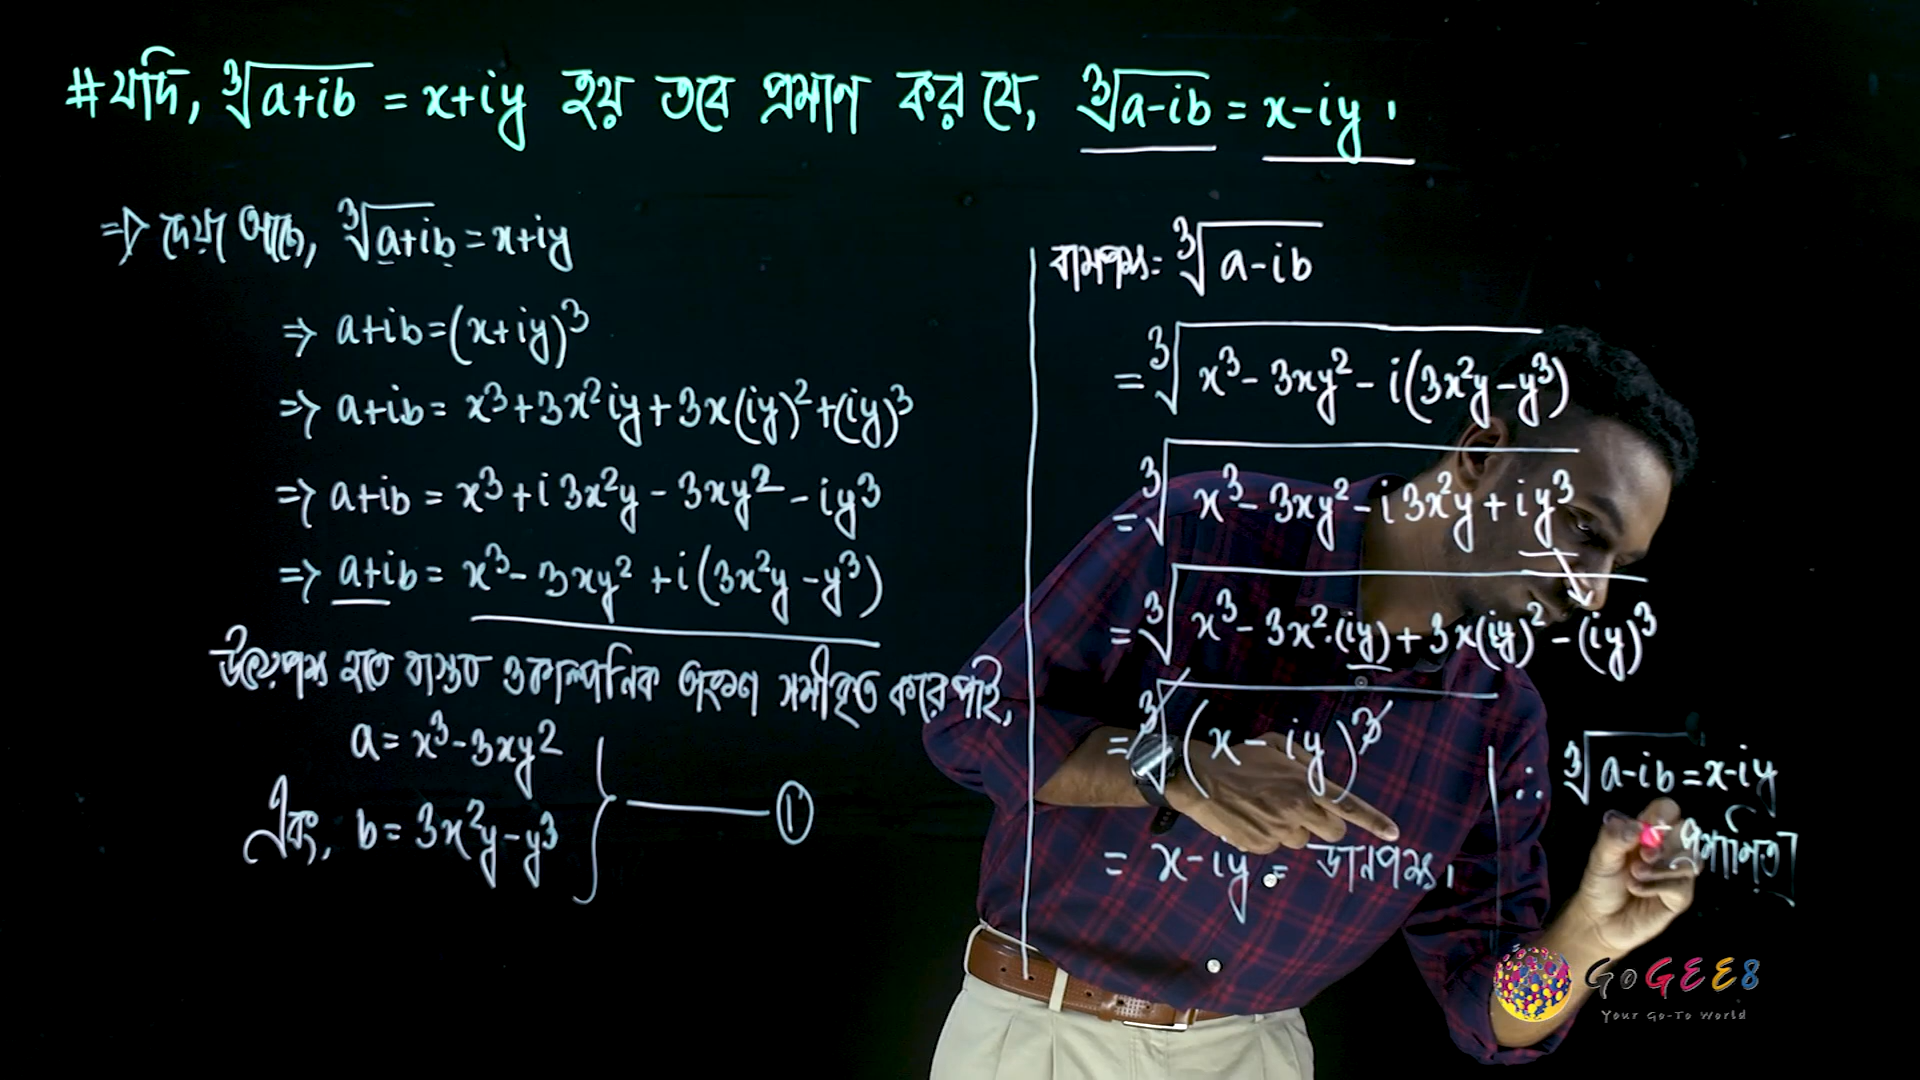 #যদি, ∛(a+ib) = x+iy হয় তবে প্রমাণ কর যে, ∛(a-ib) = x-iy ।
⇒ দেয়া আছে, ∛(a+ib) = x+iy
⇒ a+ib=(x+iy)³
⇒ a+ib = x³+3x²iy+3x(iy)²+(iy)³
⇒ a+ib = x³+i3x²y-3xy²-iy³
⇒ a+ib = x³-3xy²+i(3x²y-y³)
উভয়পক্ষ হতে বাস্তব ও কাল্পনিক অংশ সমীকৃত করে পাই,
a= x³-3xy²
এবং, b= 3x²y-y³ } —— ①
বামপক্ষ= ∛(a-ib)
= ∛(x³-3xy²-i(3x²y-y³))
= ∛(x³-3xy²-i3x²y+iy³)
= ∛(x³-3x²·(iy)+3x(iy)²-(iy)³)
= ∛((x-iy)³)
= x-iy = ডানপক্ষ।
∴ ∛(a-ib)=x-iy
প্রমাণিত]
GoGEE8
Your Go-To World